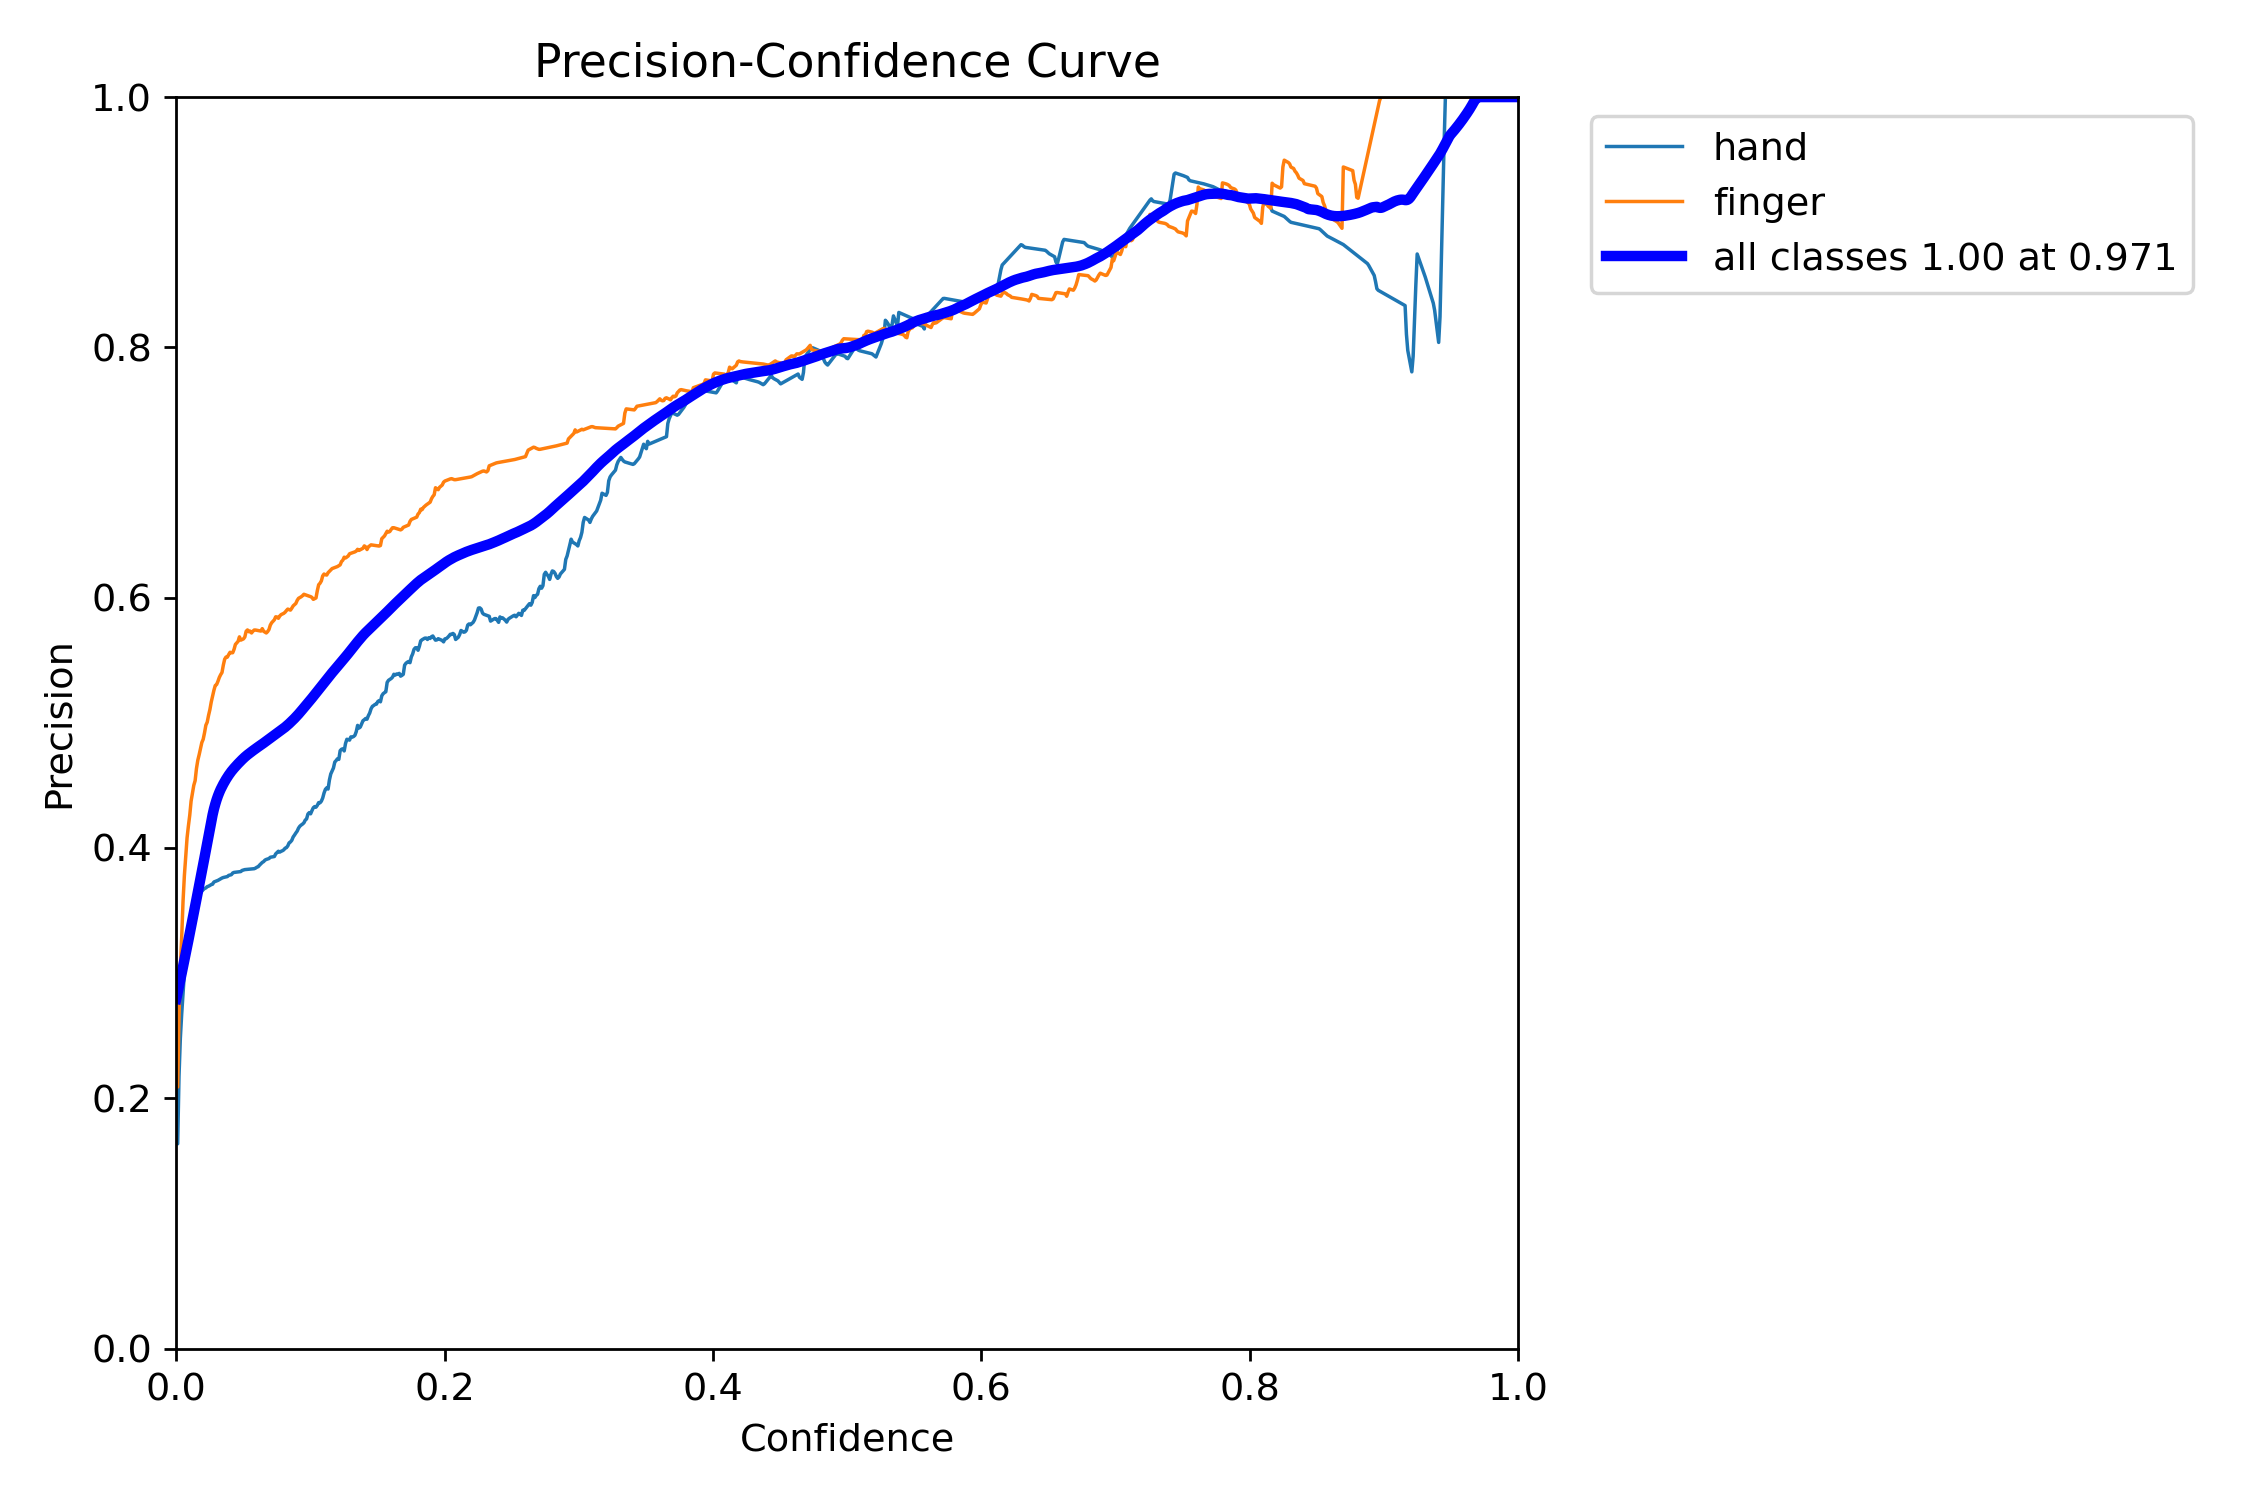 Precision-Confidence Curve
1.0
0.8
0.6
0.4
0.2
0.0
Precision
0.0 0.2 0.4 0.6 0.8 1.0
Confidence
hand
finger
all classes 1.00 at 0.971